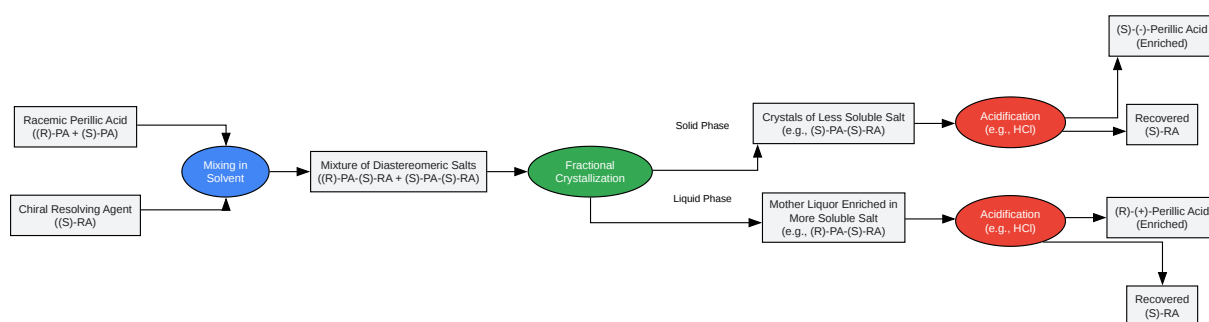 Racemic Perillic Acid
((R)-PA + (S)-PA)
Chiral Resolving Agent
((S)-RA)
Mixing in
Solvent
Mixture of Diastereomeric Salts
((R)-PA-(S)-RA + (S)-PA-(S)-RA)
Fractional
Crystallization
Solid Phase
Liquid Phase
Crystals of Less Soluble Salt
(e.g., (S)-PA-(S)-RA)
Mother Liquor Enriched in
More Soluble Salt
(e.g., (R)-PA-(S)-RA)
Acidification
(e.g., HCl)
Acidification
(e.g., HCl)
(S)-(-)-Perillic Acid
(Enriched)
Recovered
(S)-RA
(R)-(+)-Perillic Acid
(Enriched)
Recovered
(S)-RA